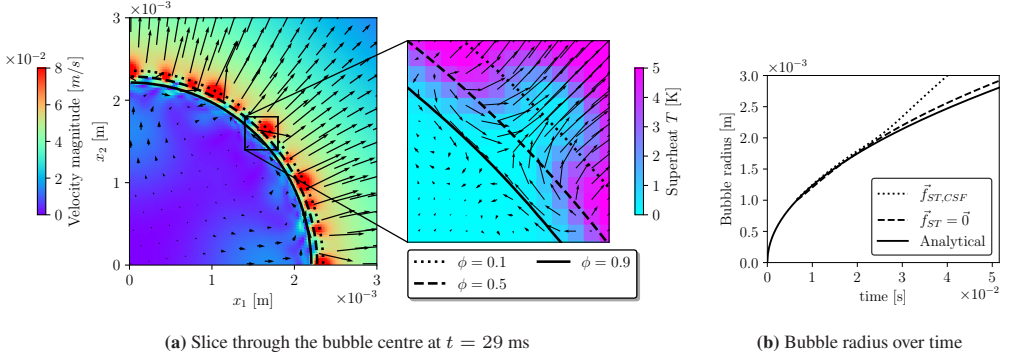 ×10⁻³
3
2
1
0
x₂ [m]
0
1
2
3
x₁ [m]
×10⁻³
×10⁻²
8
6
4
2
0
Velocity magnitude [m/s]
5
4
3
2
1
0
Superheat T [K]
ϕ = 0.1
ϕ = 0.5
ϕ = 0.9
(a) Slice through the bubble centre at t = 29 ms
×10⁻³
3.0
2.5
2.0
1.5
1.0
0.5
0.0
Bubble radius [m]
f⃗_ST,CSF
f⃗_ST = 0⃗
Analytical
0
1
2
3
4
5
time [s]
×10⁻²
(b) Bubble radius over time